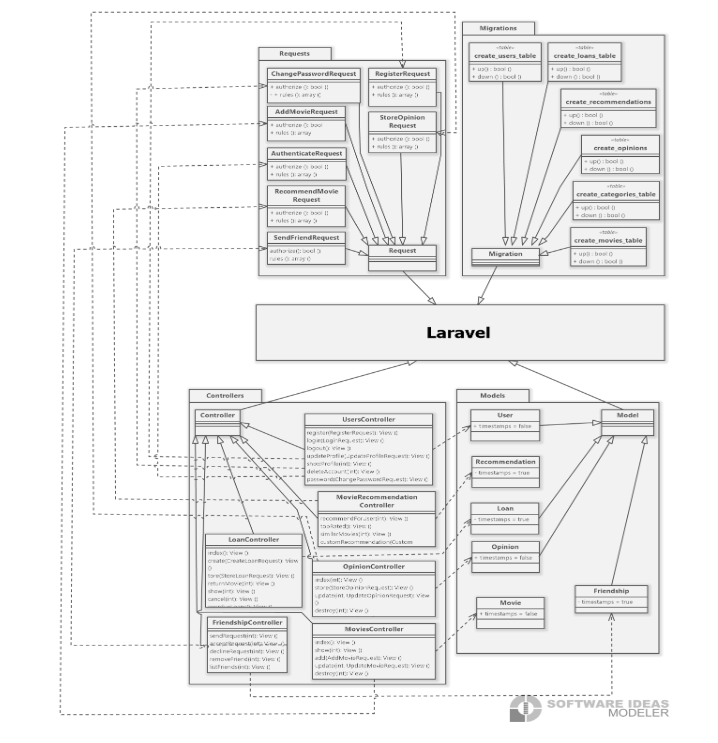 Requests
ChangePasswordRequest
+ authorize (): bool ()
- + rules (): array ()
RegisterRequest
+ authorize (): bool ()
+ rules (): array ()
AddMovieRequest
+ authorize (): bool ()
+ rules (): array
StoreOpinion
Request
+ authorize (): bool ()
+ rules (): array
AuthenticateRequest
+ authorize (): bool ()
+ rules (): array ()
RecommendMovie
Request
+ authorize (): bool ()
+ rules (): array ()
SendFriendRequest
authorize(): bool ()
rules (): array ()
Request
Migrations
«table»
create_users_table
+ up() : bool ()
+ down () : bool ()
«table»
create_loans_table
+ up() : bool ()
+ down () : bool ()
«table»
create_recommendations
+ up() : bool ()
+ down () : bool ()
«table»
create_opinions
+ up() : bool ()
+ down () : bool ()
«table»
create_categories_table
+ up() : bool ()
+ down () : bool ()
«table»
create_movies_table
+ up() : bool ()
+ down () : bool ()
Migration
Laravel
Controllers
Controller
UsersController
register(RegisterRequest): View ()
login(LoginRequest): View ()
logout(): View ()
updateProfile(UpdateProfileRequest): View ()
showProfile(int): View ()
deleteAccount(int): View ()
password(ChangePasswordRequest): View ()
MovieRecommendation
Controller
recommendForUser(int): View ()
topRated(): View ()
similarMovies(int): View ()
customRecommendation(Custom
LoanController
index(): View ()
create(CreateLoanRequest): View
()
tore(StoreLoanRequest): View ()
returnMovie(int): View ()
show(int): View ()
cancel(int): View ()
OpinionController
index(int): View ()
store(StoreOpinionRequest): View ()
update(int, UpdateOpinionRequest): View
()
destroy(int): View ()
FriendshipController
sendRequest(int): View ()
acceptRequest(int): View ()
declineRequest(int): View ()
removeFriend(int): View ()
listFriends(int): View ()
MoviesController
index(): View ()
show(int): View ()
add(AddMovieRequest): View ()
update(int, UpdateMovieRequest): View ()
destroy(int): View ()
Models
User
- timestamps = false
Model
Recommendation
- timestamps = true
Loan
- timestamps = true
Opinion
+ timestamps = false
Movie
+ timestamps = false
Friendship
- timestamps = true
SOFTWARE IDEAS
MODELER